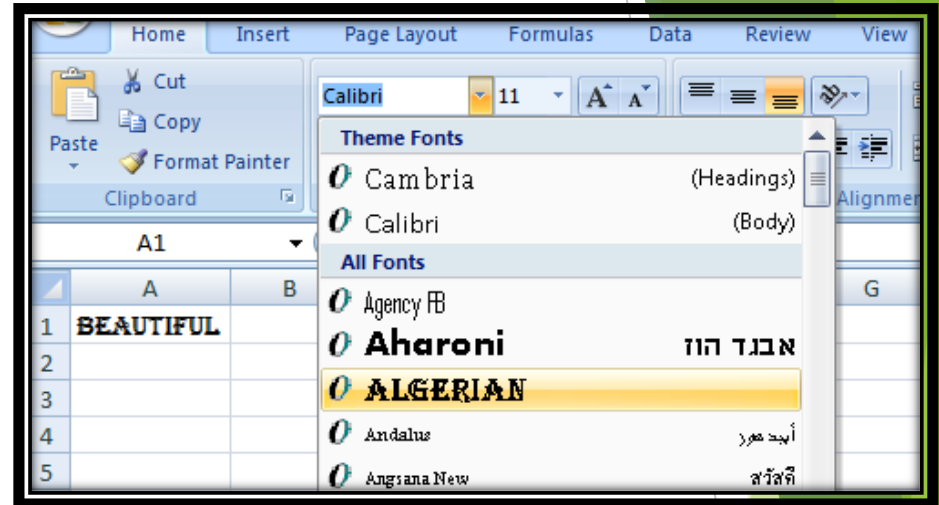 Home Insert Page Layout Formulas Data Review View
Cut
Calibri 11 A A
Copy
Paste
Theme Fonts
Format Painter
Cambria (Headings)
Clipboard Alignmen
Calibri (Body)
A1
All Fonts
A B G
Agency FB
1 BEAUTIFUL
Aharoni אבגד הוז
2
3 ALGERIAN
4 Andalus أبجد هوز
5 Angsana New สวัสดี